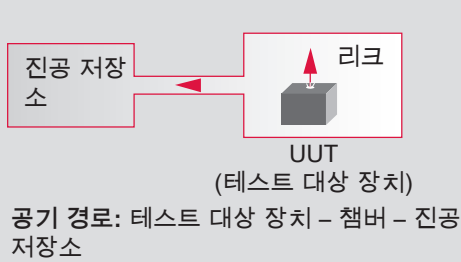 진공 저장
소
리크
UUT
(테스트 대상 장치)
공기 경로: 테스트 대상 장치 – 챔버 – 진공
저장소